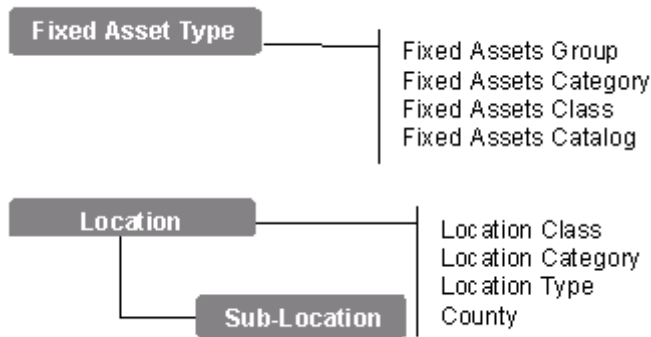 Fixed Asset Type
Fixed Assets Group
Fixed Assets Category
Fixed Assets Class
Fixed Assets Catalog
Location
Location Class
Location Category
Location Type
County
Sub-Location